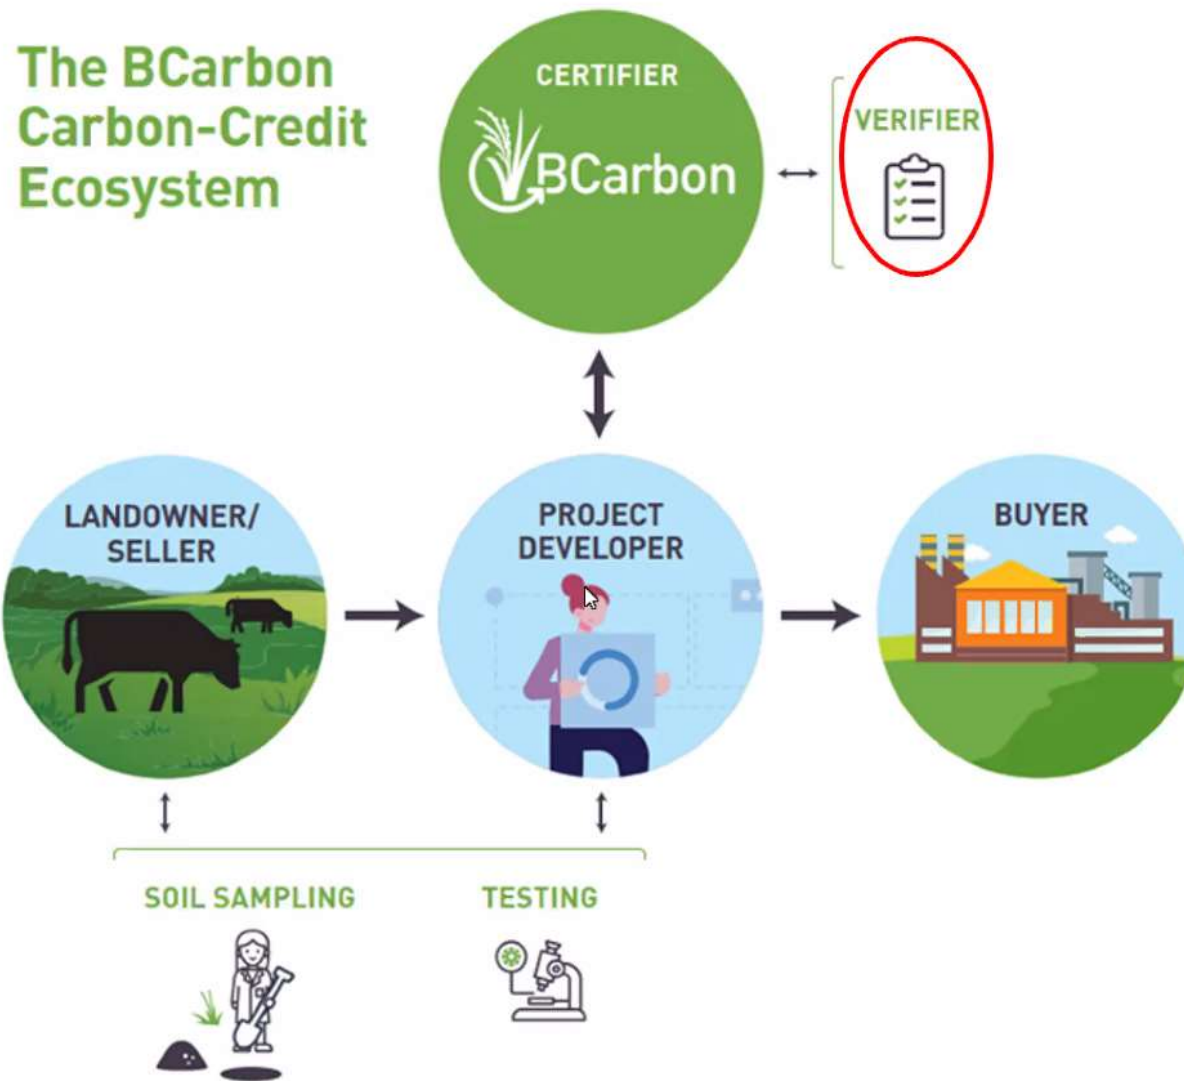 The BCarbon
Carbon-Credit
Ecosystem
CERTIFIER
BCarbon
VERIFIER
LANDOWNER/
SELLER
PROJECT
DEVELOPER
BUYER
SOIL SAMPLING
TESTING